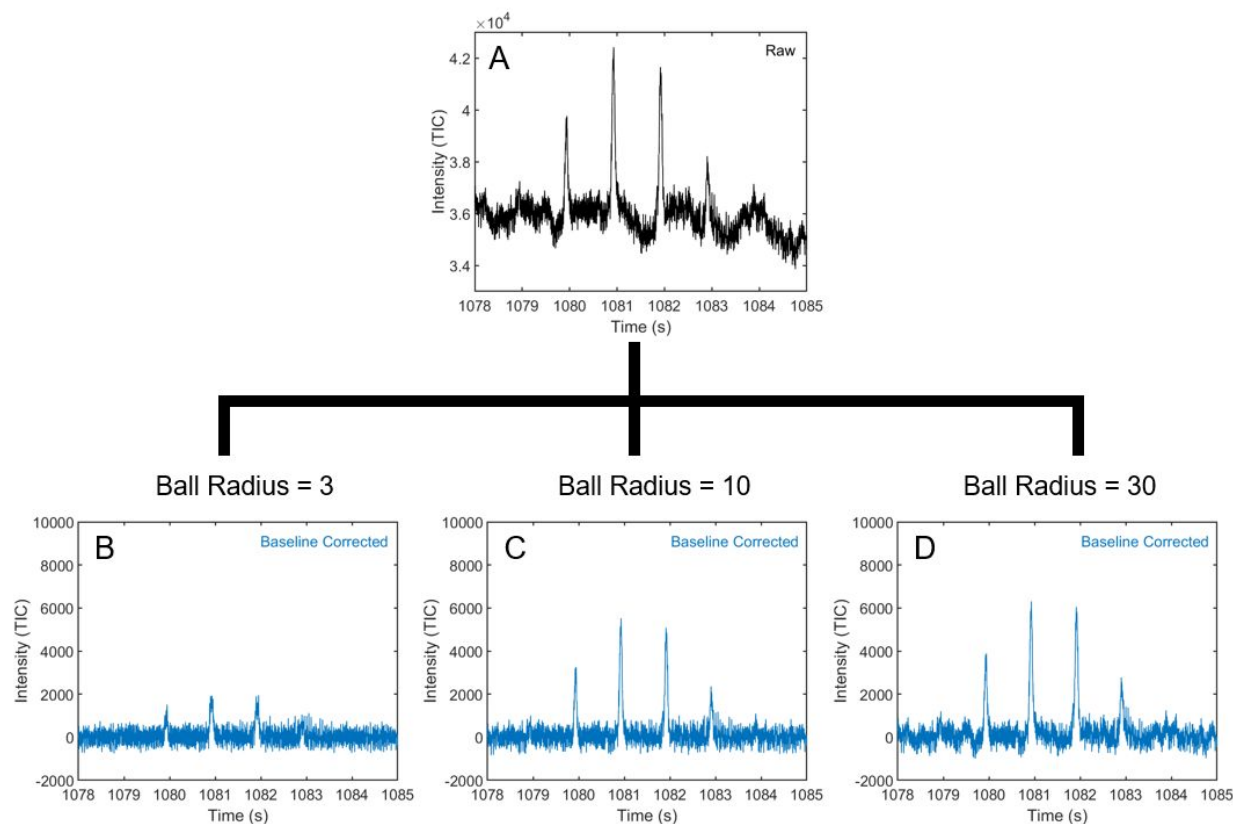 ×10⁴
A
Raw
4.2
4
3.8
3.6
3.4
Intensity (TIC)
1078 1079 1080 1081 1082 1083 1084 1085
Time (s)
Ball Radius = 3
B
Baseline Corrected
10000
8000
6000
4000
2000
0
-2000
Intensity (TIC)
1078 1079 1080 1081 1082 1083 1084 1085
Time (s)
Ball Radius = 10
C
Baseline Corrected
10000
8000
6000
4000
2000
0
-2000
Intensity (TIC)
1078 1079 1080 1081 1082 1083 1084 1085
Time (s)
Ball Radius = 30
D
Baseline Corrected
10000
8000
6000
4000
2000
0
-2000
Intensity (TIC)
1078 1079 1080 1081 1082 1083 1084 1085
Time (s)